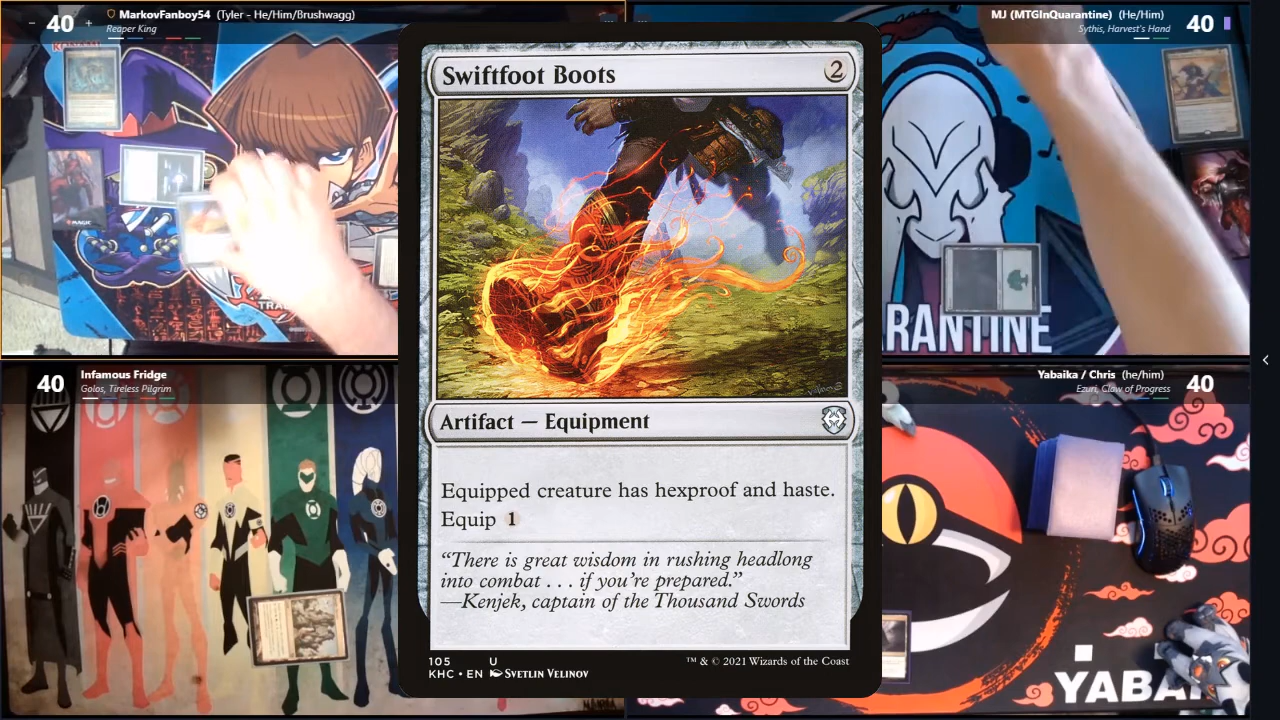 40
MarkovFanboy54 (Tyler - He/Him/Brushwagg)
Reaper King
KONAMI
MAGIC
TRA
MJ (MTGInQuarantine) (He/Him)
Sythis, Harvest's Hand
40
RANTINE
40
Infamous Fridge
Golos, Tireless Pilgrim
Yabaika / Chris (he/him)
Ezuri, Claw of Progress
40
YABA
Swiftfoot Boots
2
Artifact — Equipment
Equipped creature has hexproof and haste.
Equip 1
“There is great wisdom in rushing headlong
into combat . . . if you’re prepared.”
—Kenjek, captain of the Thousand Swords
105 U
KHC • EN SVETLIN VELINOV
™ & © 2021 Wizards of the Coast